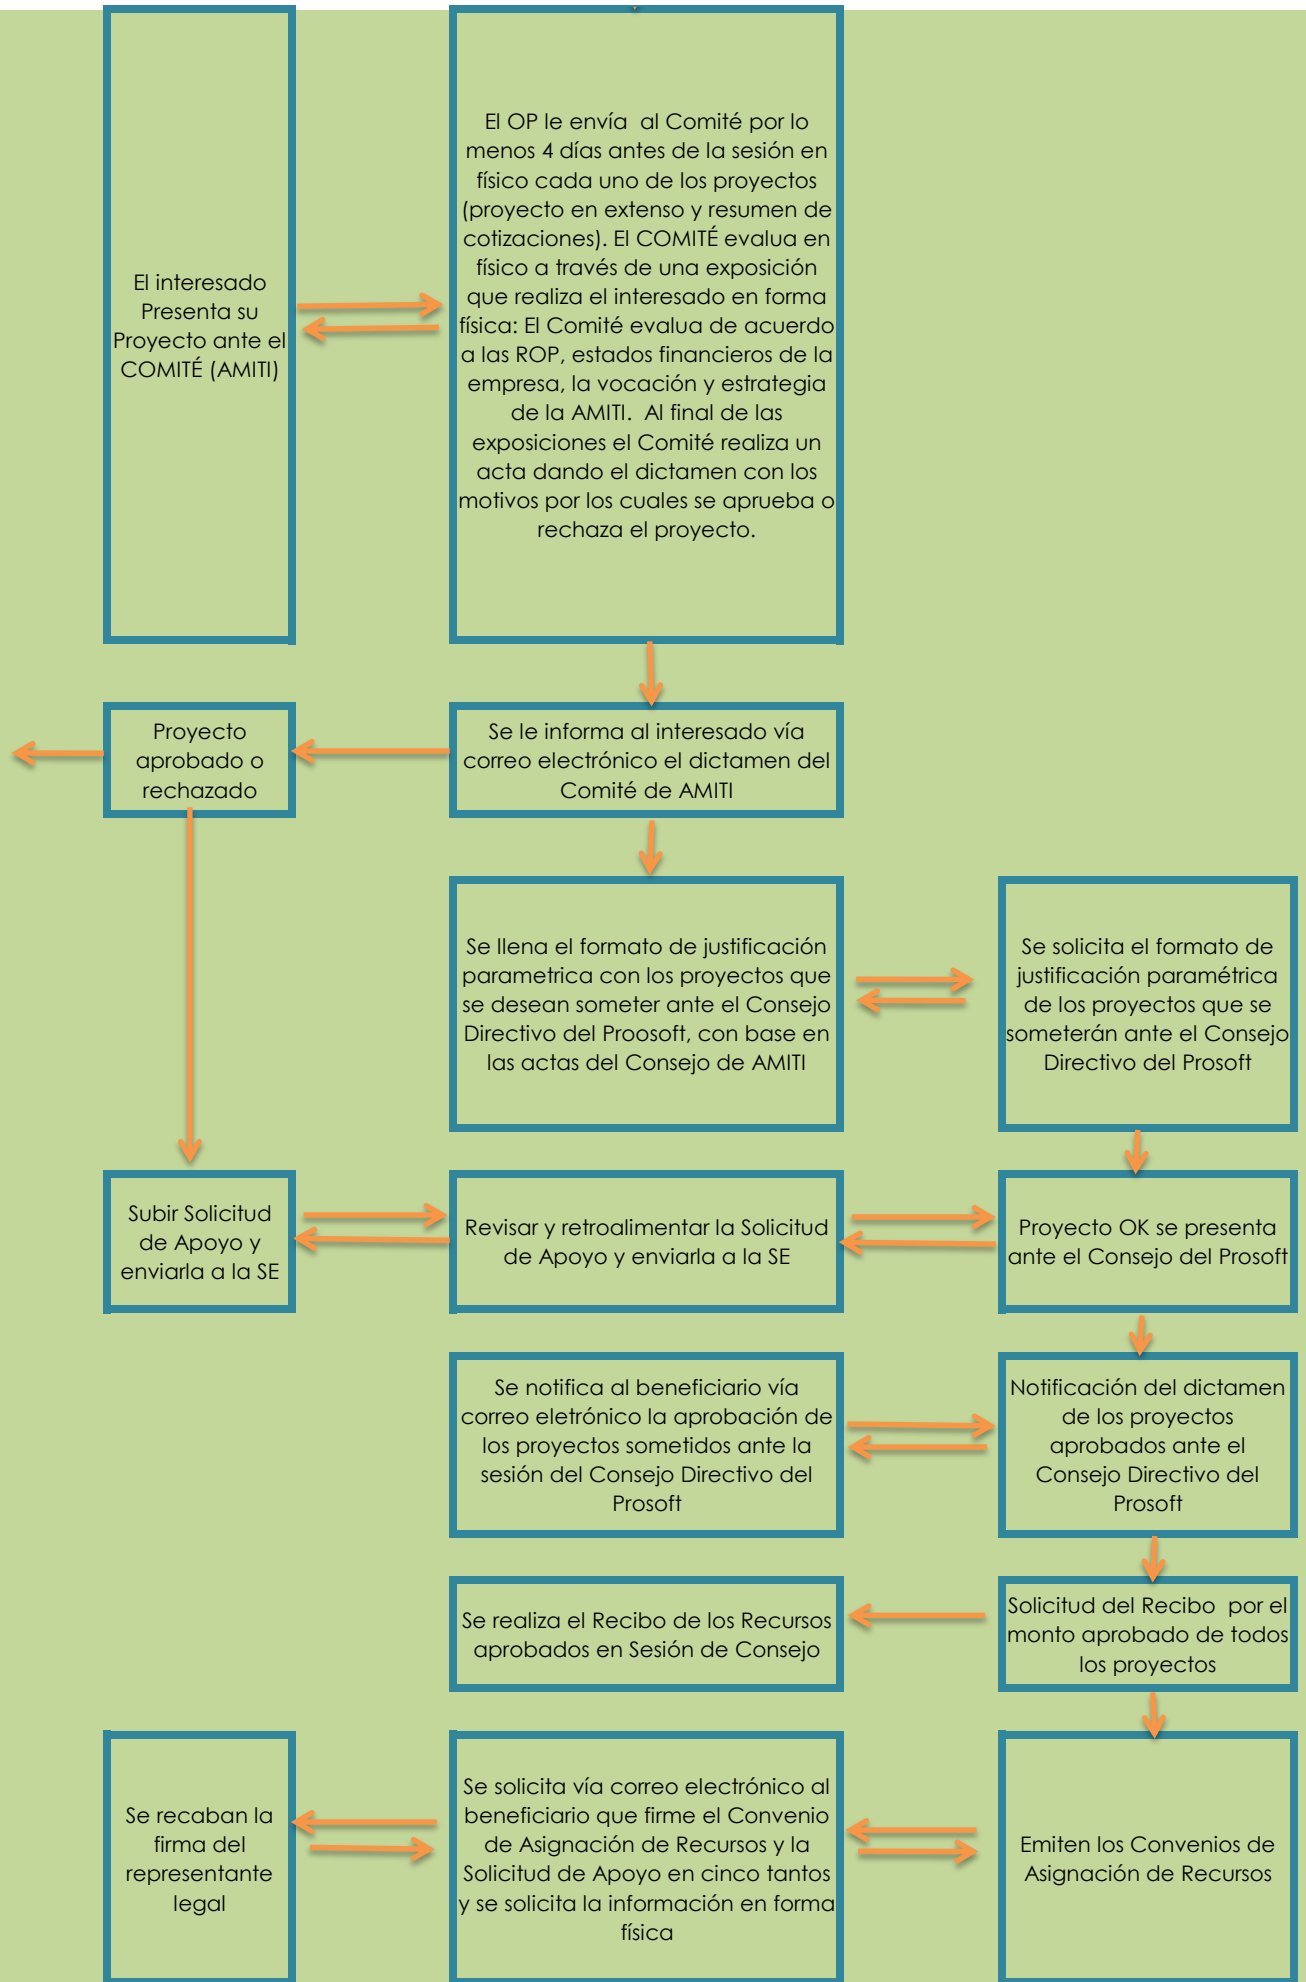 El interesado
Presenta su
Proyecto ante el
COMITÉ (AMITI)
El OP le envía al Comité por lo
menos 4 días antes de la sesión en
físico cada uno de los proyectos
(proyecto en extenso y resumen de
cotizaciones). El COMITÉ evalua en
físico a través de una exposición
que realiza el interesado en forma
física: El Comité evalua de acuerdo
a las ROP, estados financieros de la
empresa, la vocación y estrategia
de la AMITI. Al final de las
exposiciones el Comité realiza un
acta dando el dictamen con los
motivos por los cuales se aprueba o
rechaza el proyecto.
Proyecto
aprobado o
rechazado
Se le informa al interesado vía
correo electrónico el dictamen del
Comité de AMITI
Se llena el formato de justificación
parametrica con los proyectos que
se desean someter ante el Consejo
Directivo del Proosoft, con base en
las actas del Consejo de AMITI
Se solicita el formato de
justificación paramétrica
de los proyectos que se
someterán ante el Consejo
Directivo del Prosoft
Subir Solicitud
de Apoyo y
enviarla a la SE
Revisar y retroalimentar la Solicitud
de Apoyo y enviarla a la SE
Proyecto OK se presenta
ante el Consejo del Prosoft
Se notifica al beneficiario vía
correo eletrónico la aprobación de
los proyectos sometidos ante la
sesión del Consejo Directivo del
Prosoft
Notificación del dictamen
de los proyectos
aprobados ante el
Consejo Directivo del
Prosoft
Se realiza el Recibo de los Recursos
aprobados en Sesión de Consejo
Solicitud del Recibo por el
monto aprobado de todos
los proyectos
Se recaban la
firma del
representante
legal
Se solicita vía correo electrónico al
beneficiario que firme el Convenio
de Asignación de Recursos y la
Solicitud de Apoyo en cinco tantos
y se solicita la información en forma
física
Emiten los Convenios de
Asignación de Recursos